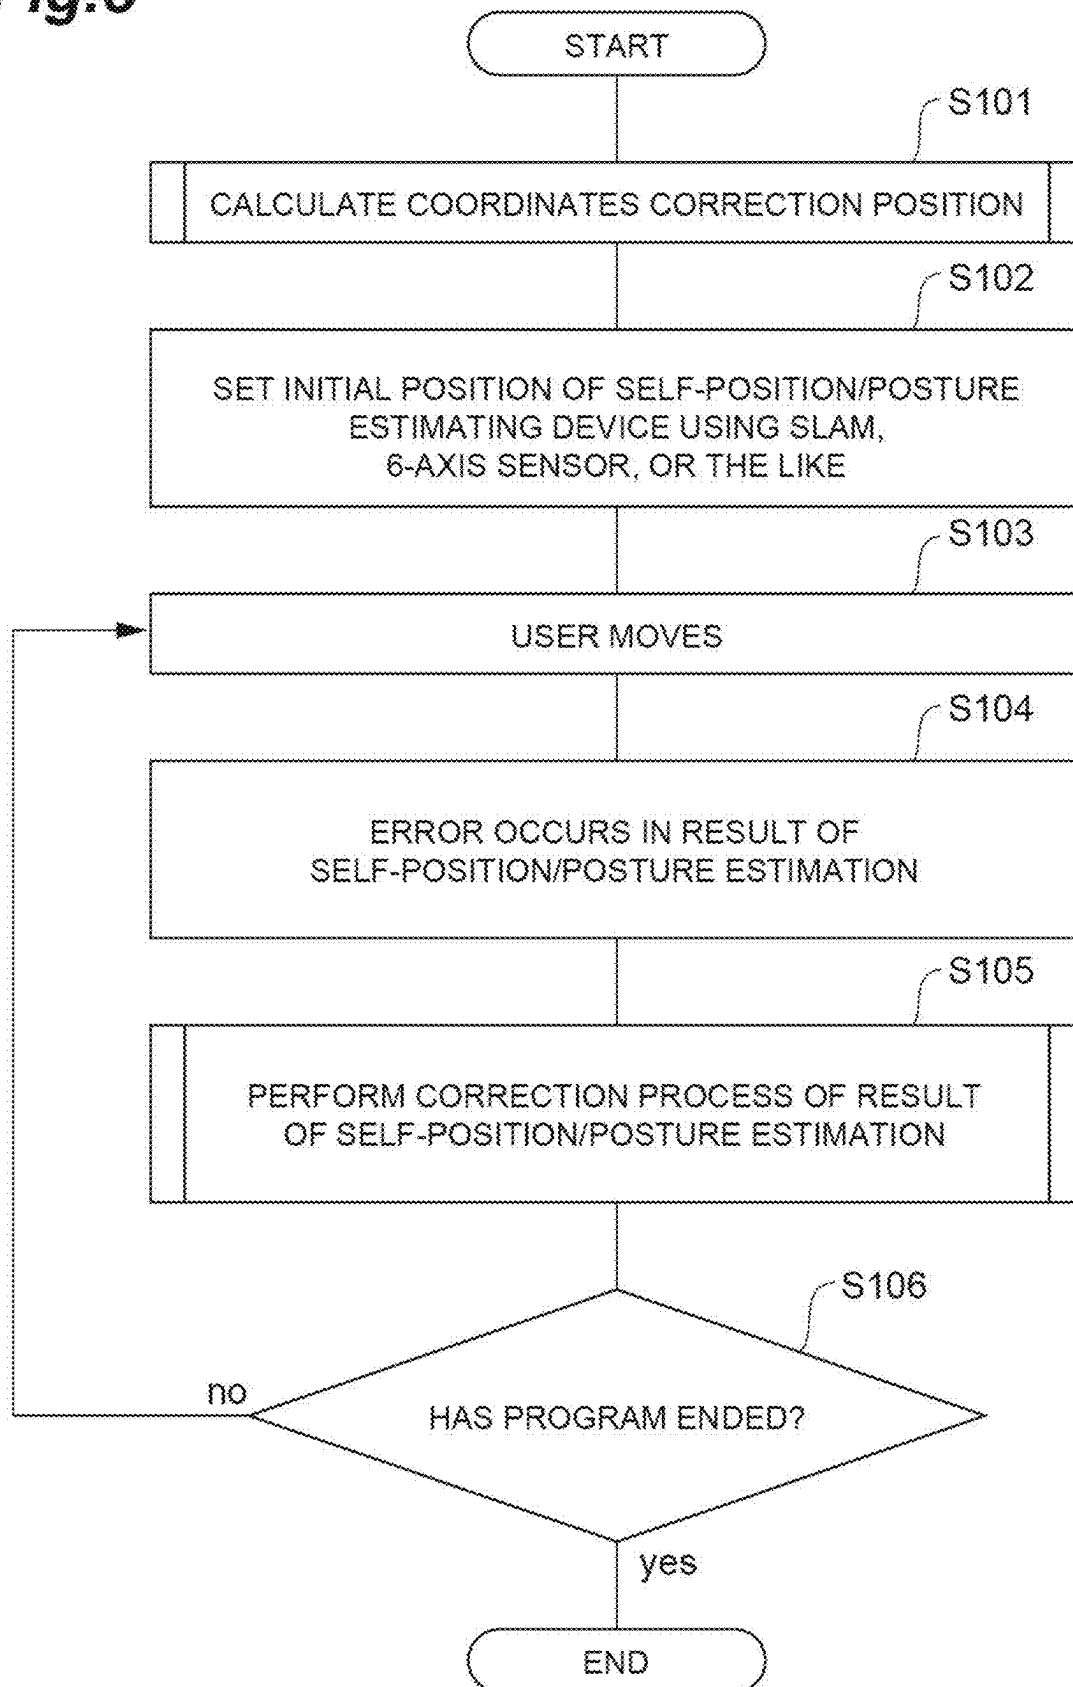 START
S101
CALCULATE COORDINATES CORRECTION POSITION
S102
SET INITIAL POSITION OF SELF-POSITION/POSTURE
ESTIMATING DEVICE USING SLAM,
6-AXIS SENSOR, OR THE LIKE
S103
USER MOVES
S104
ERROR OCCURS IN RESULT OF
SELF-POSITION/POSTURE ESTIMATION
S105
PERFORM CORRECTION PROCESS OF RESULT
OF SELF-POSITION/POSTURE ESTIMATION
S106
no
HAS PROGRAM ENDED?
yes
END